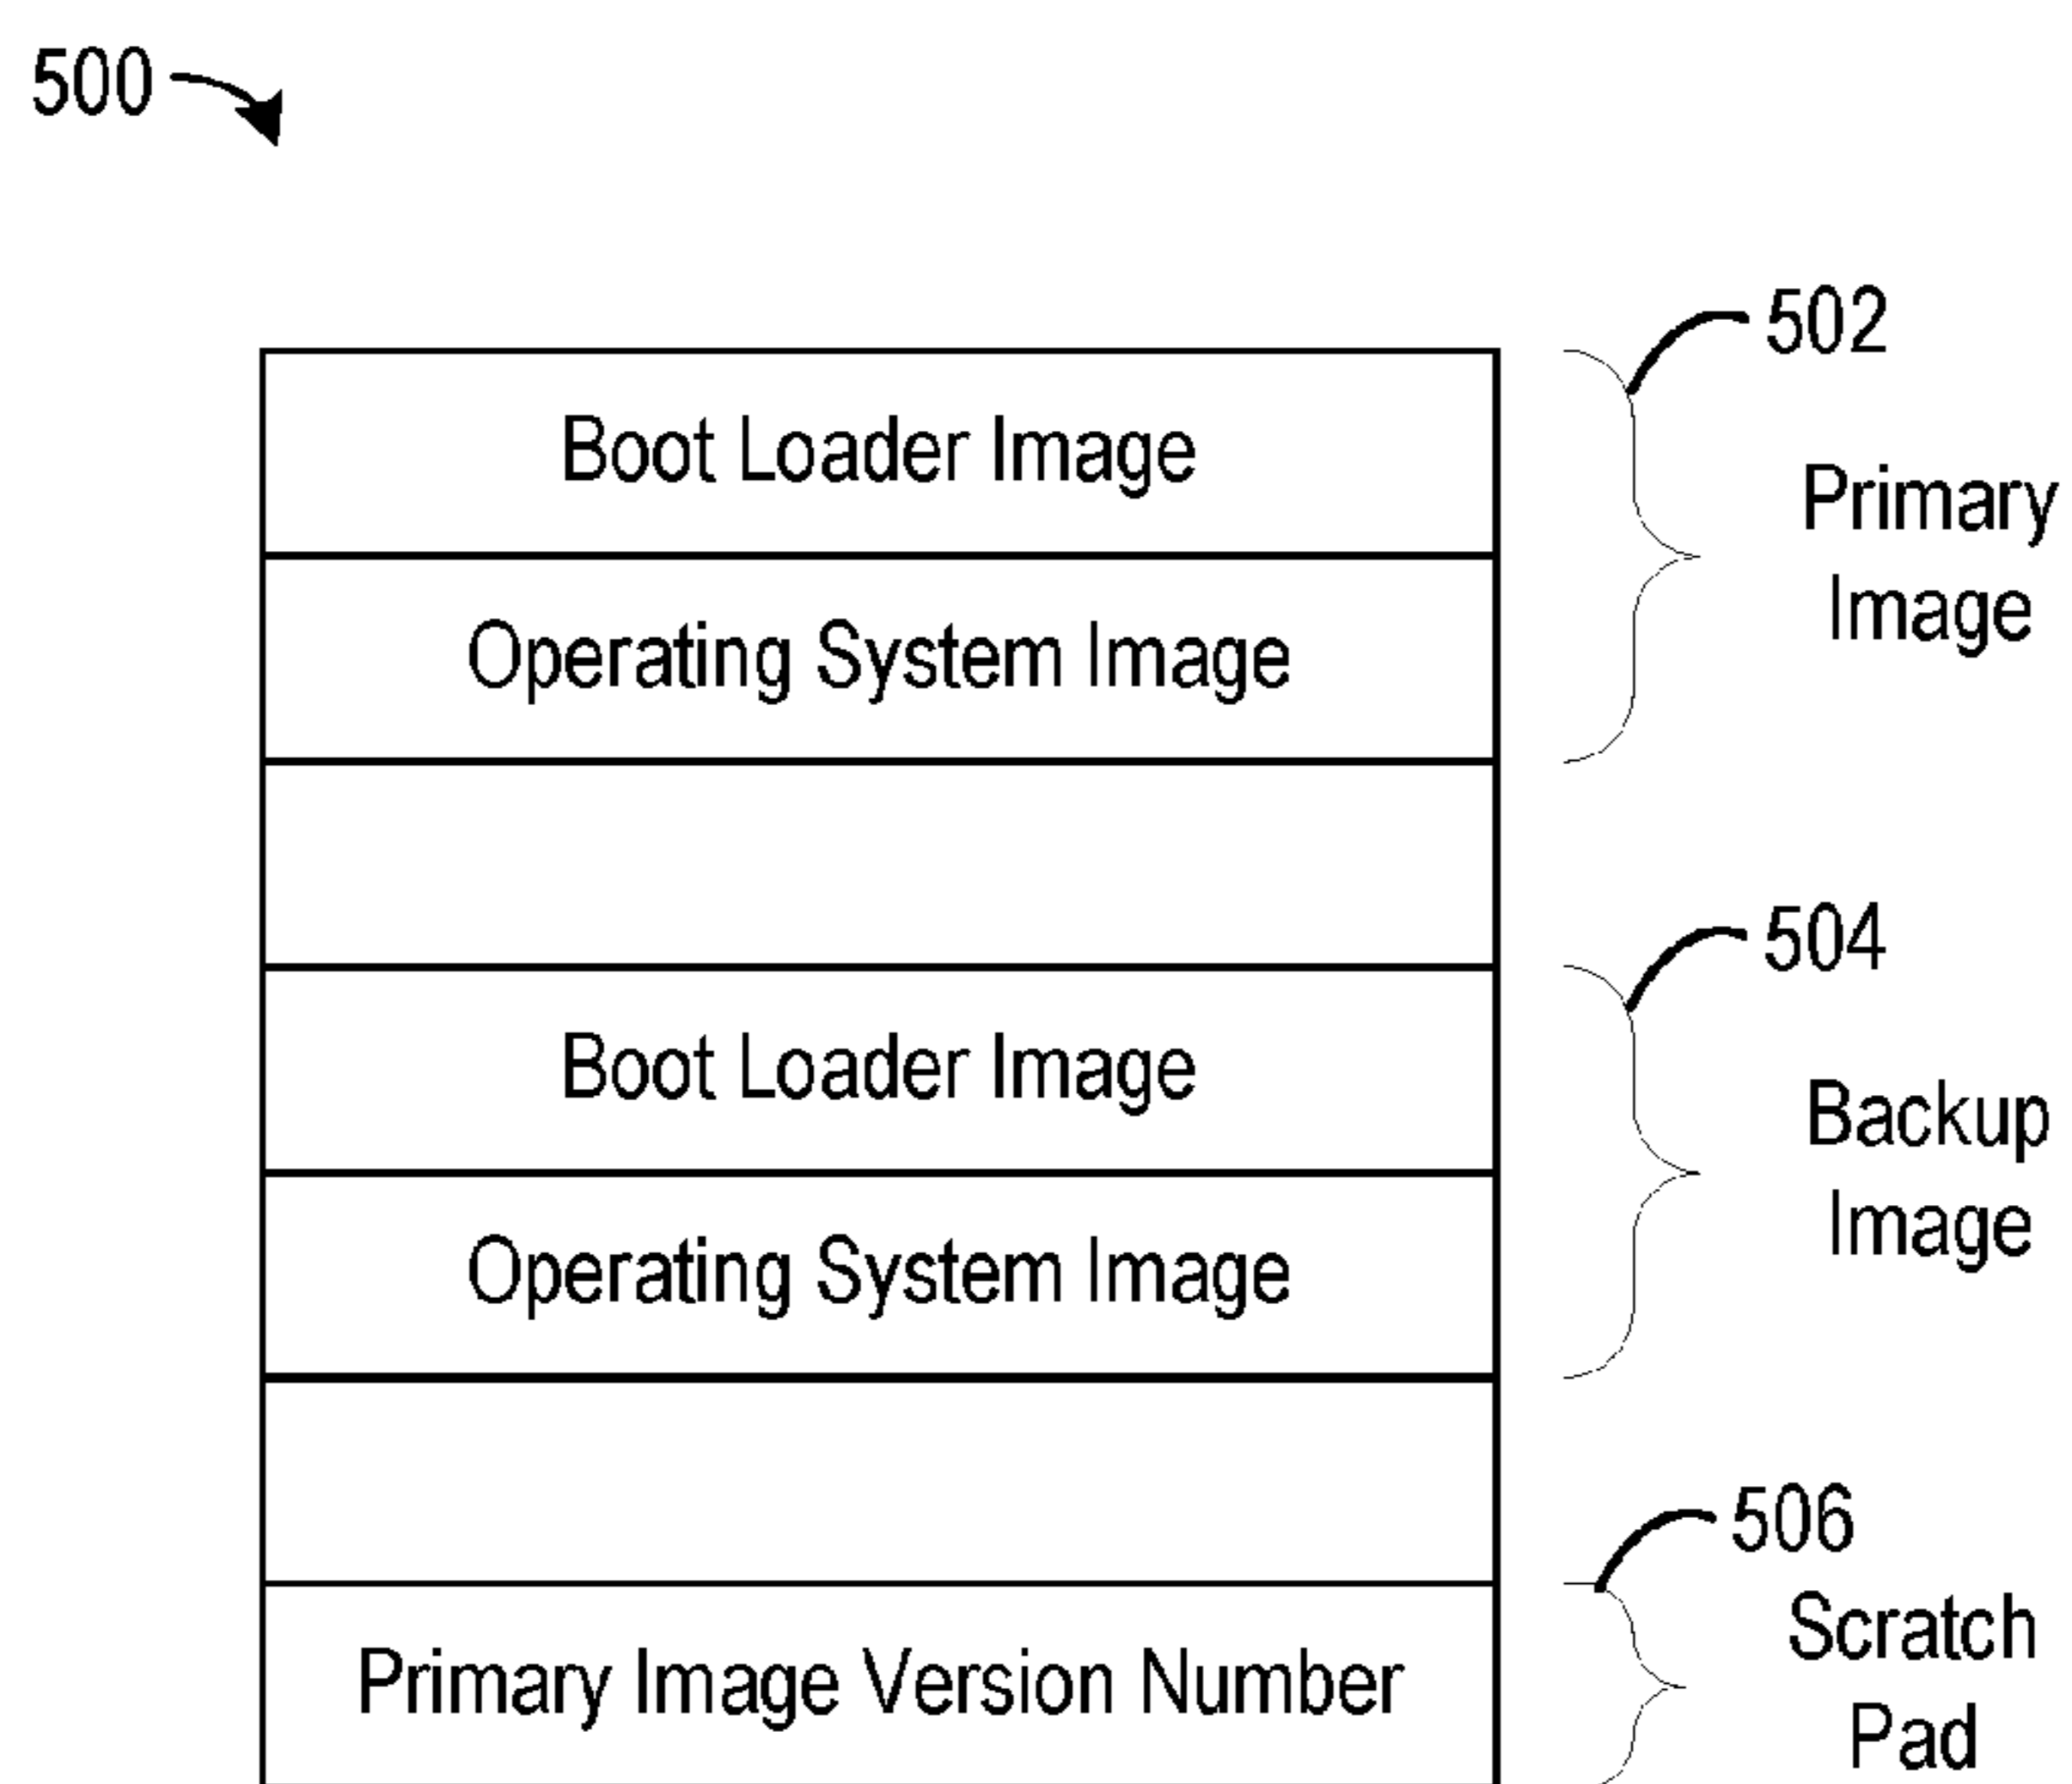 500
502
Boot Loader Image
Primary
Image
Operating System Image
504
Boot Loader Image
Backup
Image
Operating System Image
506
Scratch
Pad
Primary Image Version Number